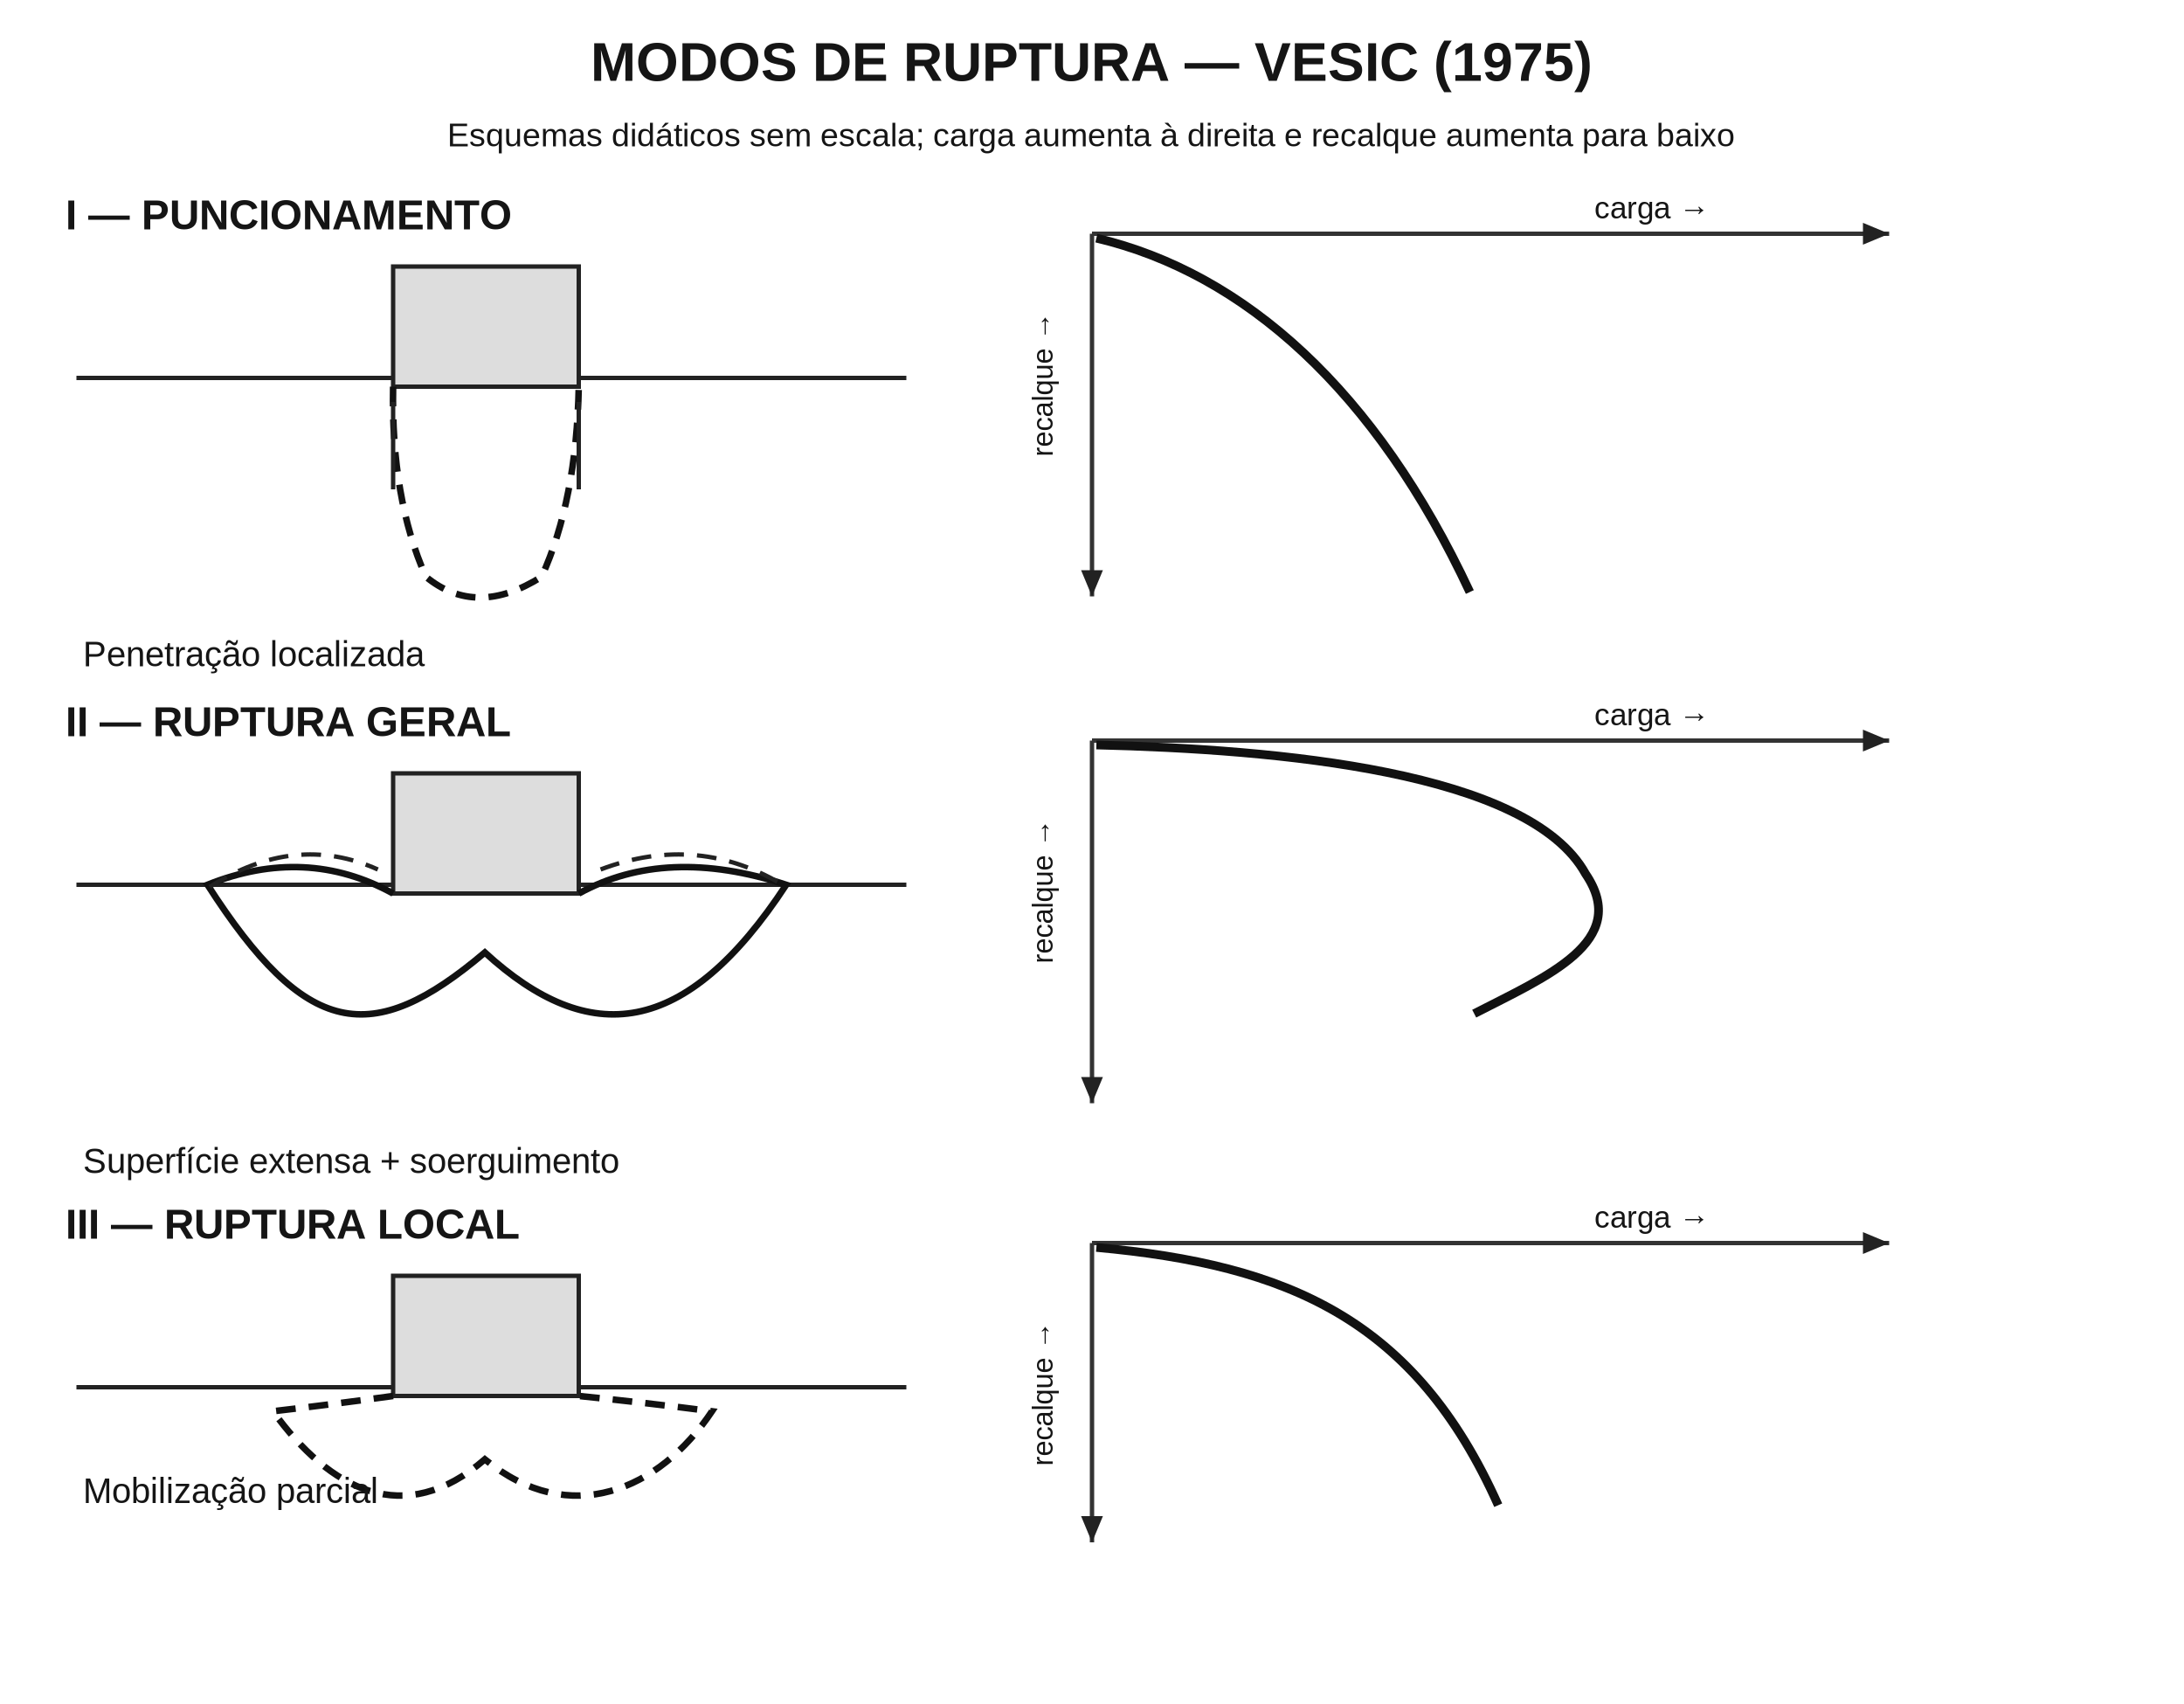 MODOS DE RUPTURA — VESIC (1975)
Esquemas didáticos sem escala; carga aumenta à direita e recalque aumenta para baixo
I — PUNCIONAMENTO
carga →
recalque →
Penetração localizada
II — RUPTURA GERAL
carga →
recalque →
Superfície extensa + soerguimento
III — RUPTURA LOCAL
carga →
recalque →
Mobilização parcial